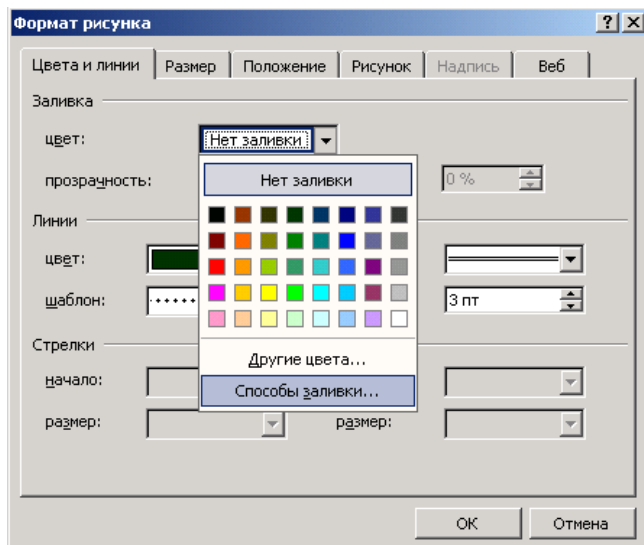 Формат рисунка
Цвета и линии Размер Положение Рисунок Надпись Веб
Заливка
цвет: Нет заливки
прозрачность: Нет заливки 0 %
Линии
цвет:
шаблон: 3 пт
Стрелки
Другие цвета...
начало: Способы заливки...
размер: размер:
ОК Отмена